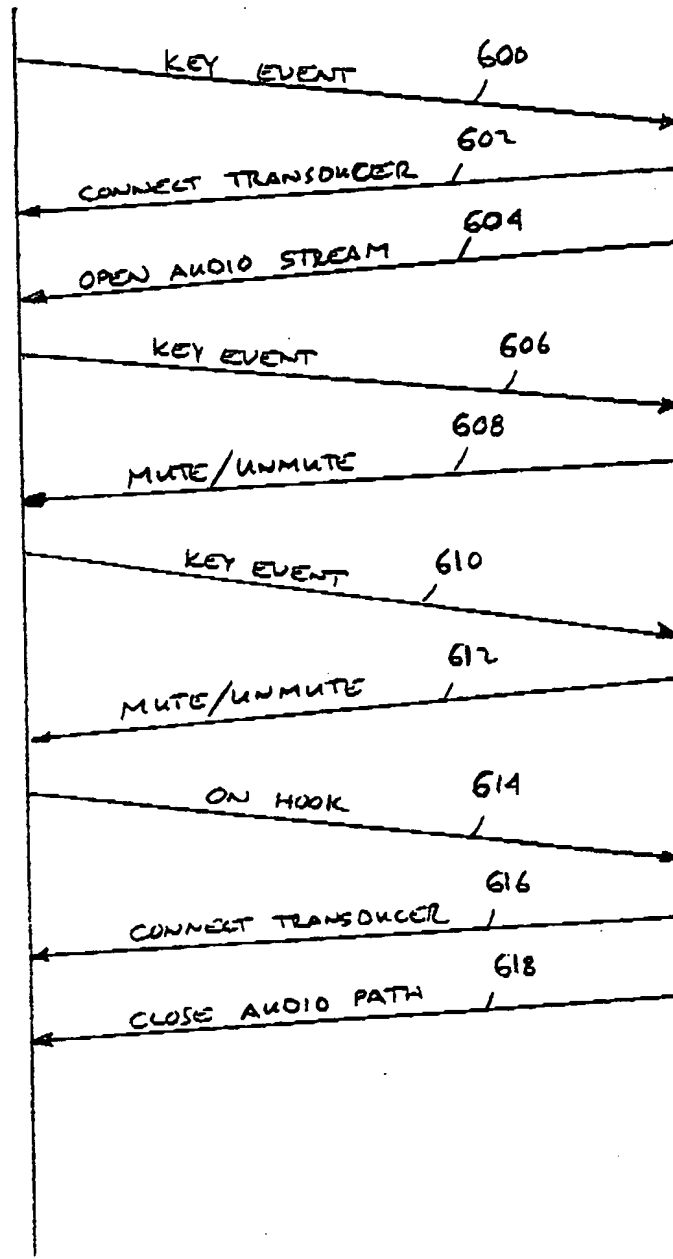 KEY EVENT 600
602
CONNECT TRANSDUCER
604
OPEN AUDIO STREAM
KEY EVENT 606
608
MUTE/UNMUTE
KEY EVENT 610
612
MUTE/UNMUTE
ON HOOK 614
616
CONNECT TRANSDUCER
618
CLOSE AUDIO PATH